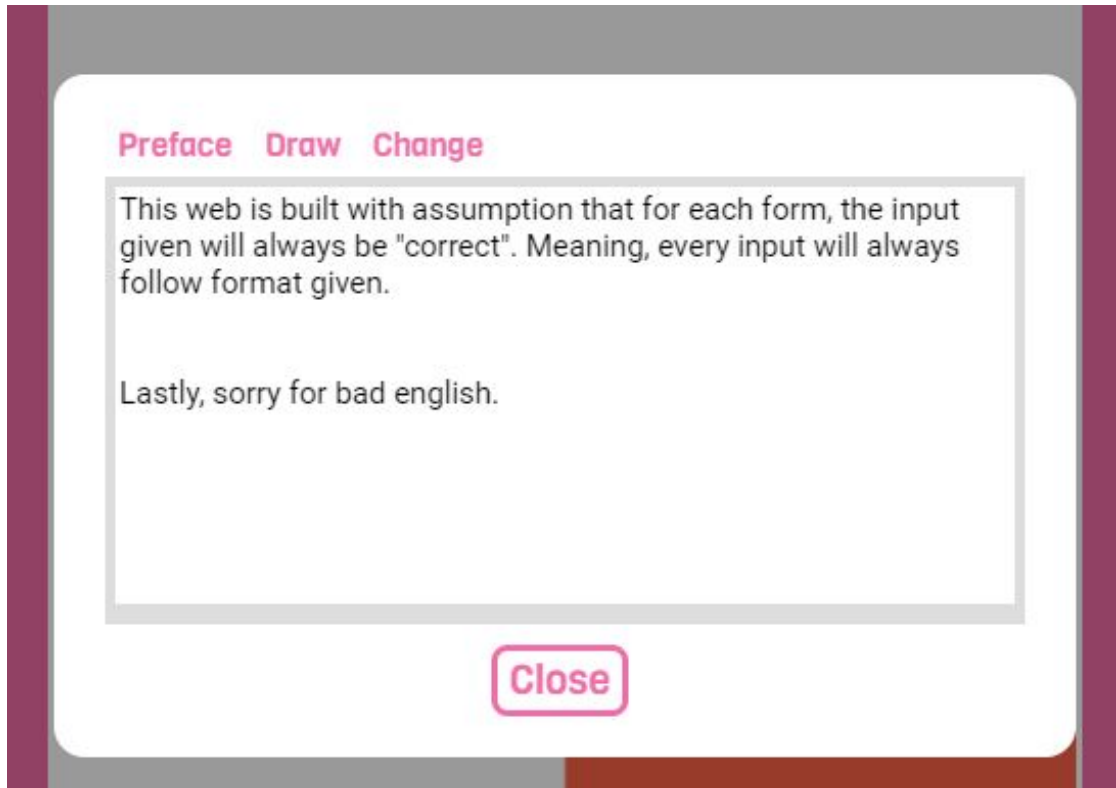 Preface Draw Change
This web is built with assumption that for each form, the input
given will always be "correct". Meaning, every input will always
follow format given.
Lastly, sorry for bad english.
Close